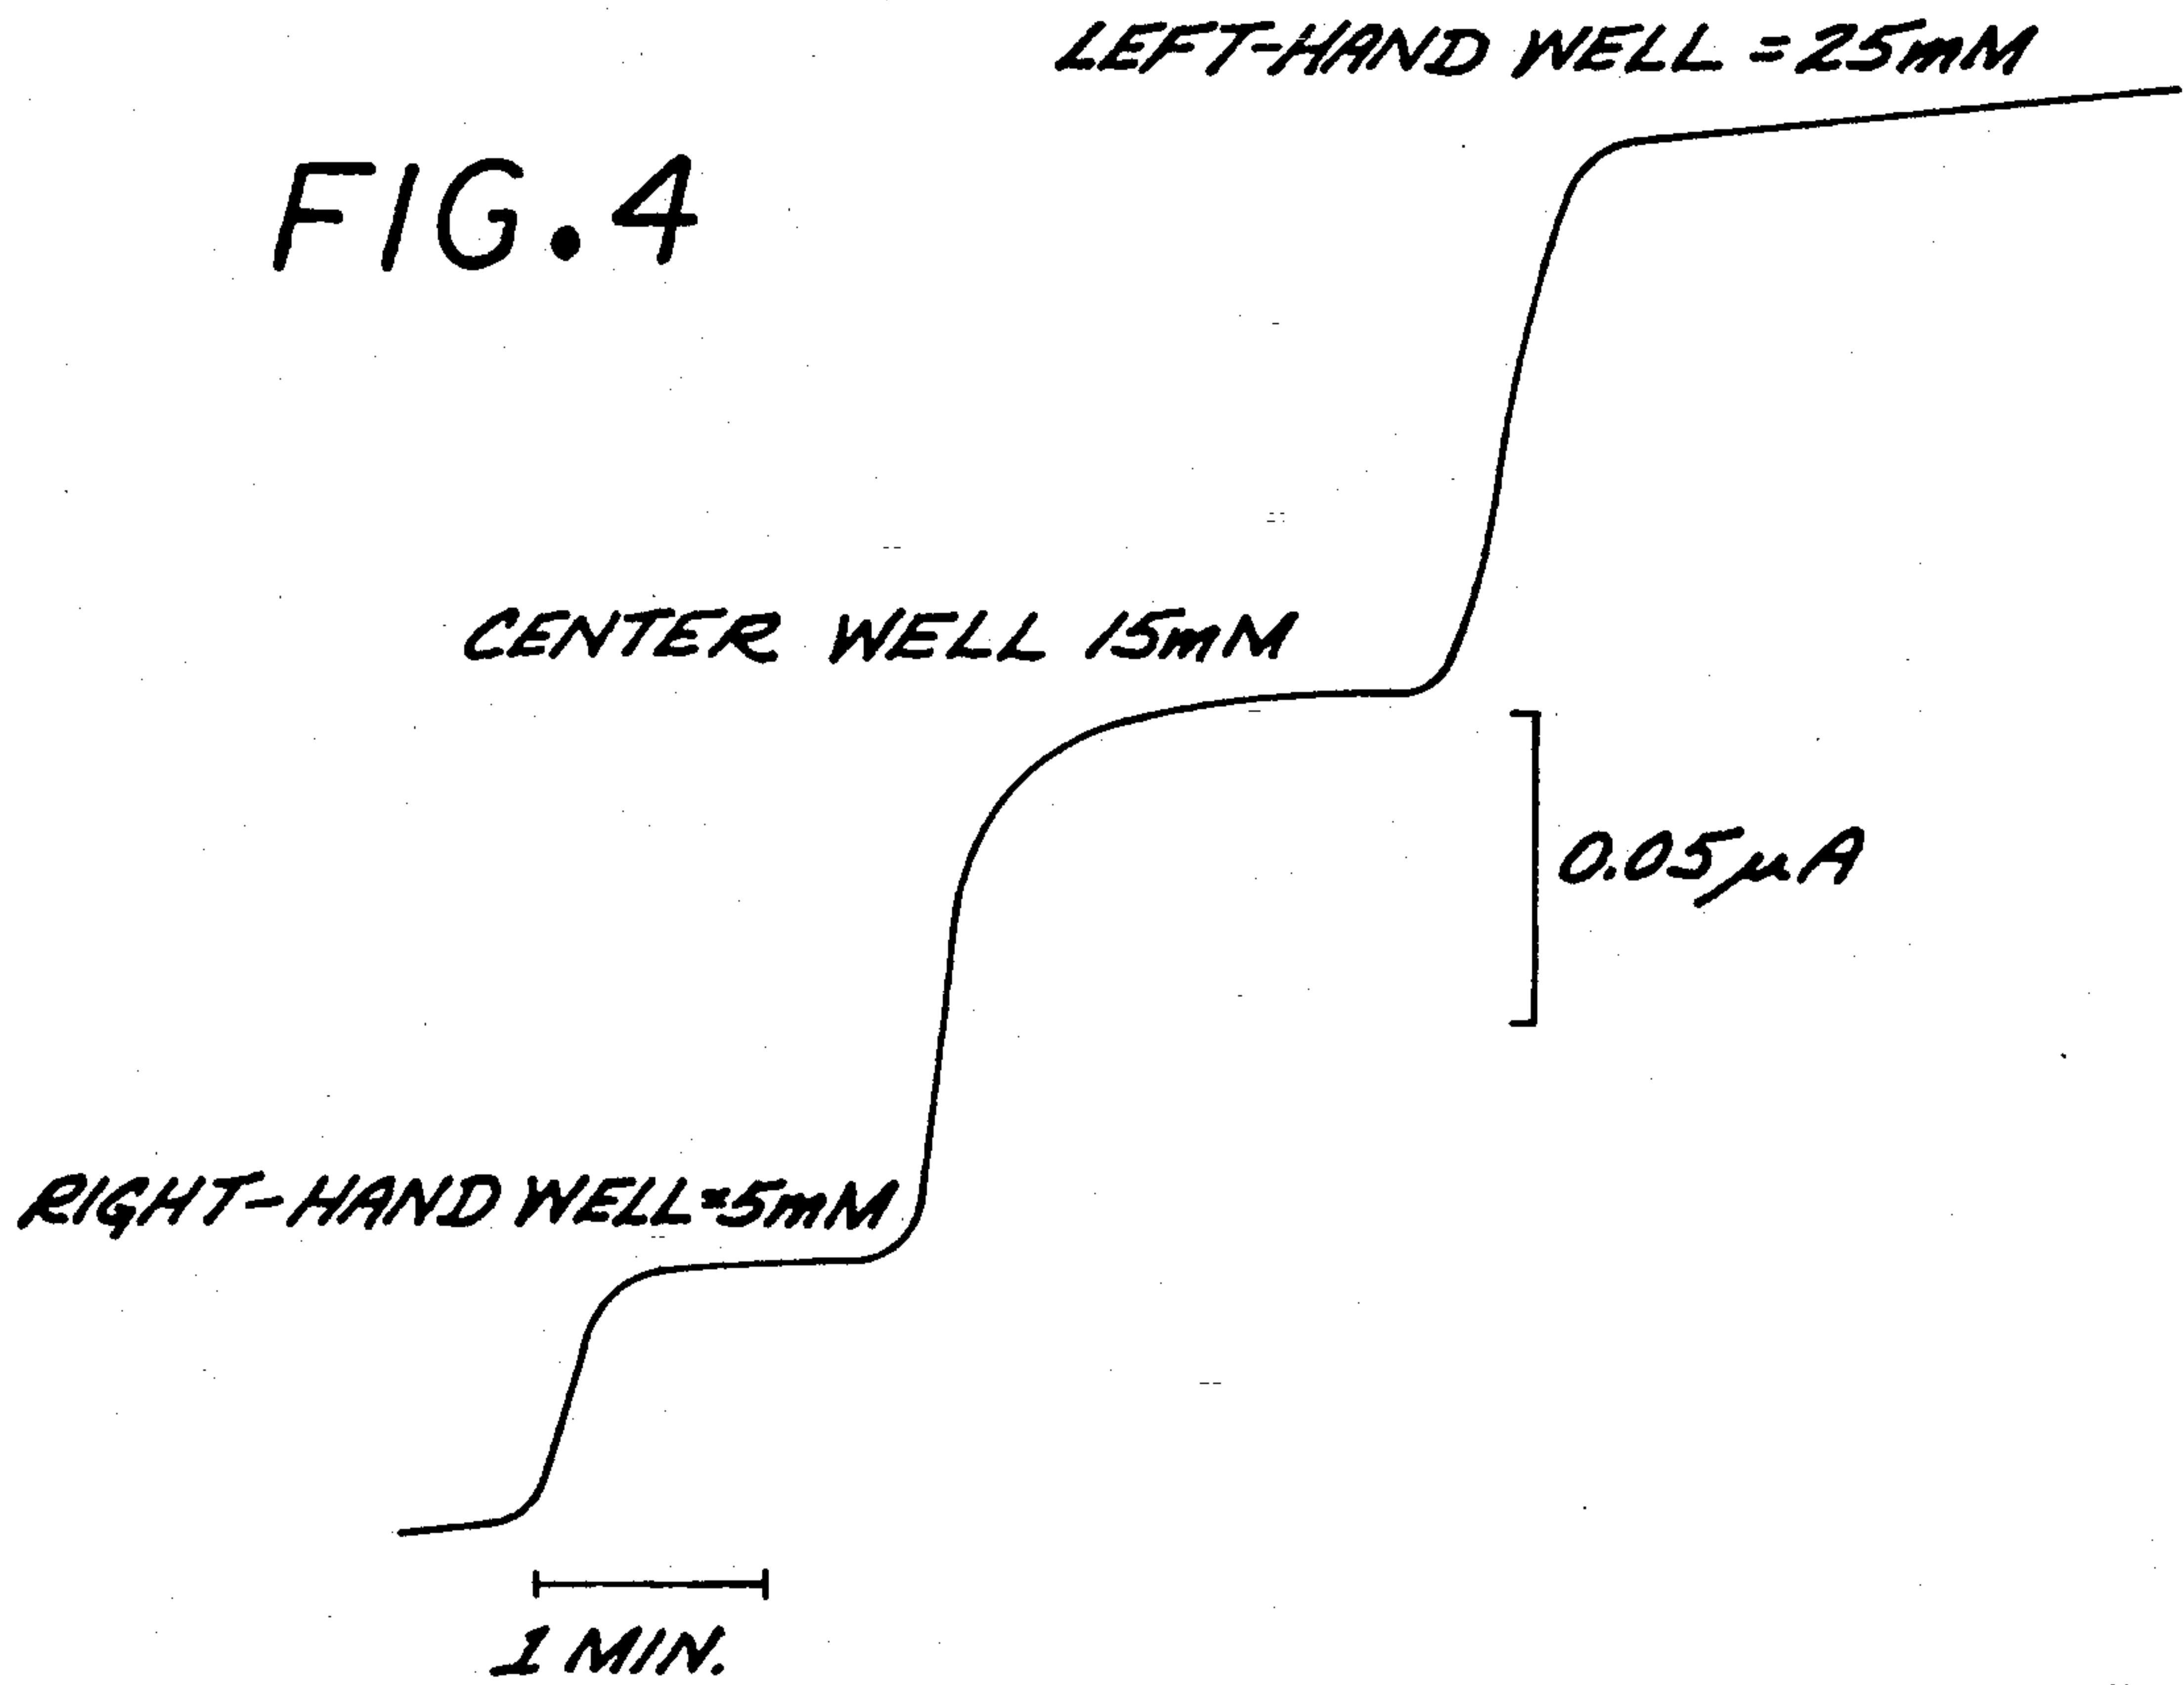 LEFT-HAND WELL = 25mM
FIG. 4
CENTER WELL 15mM
0.05µA
RIGHT-HAND WELL=5mM
1 MIN.